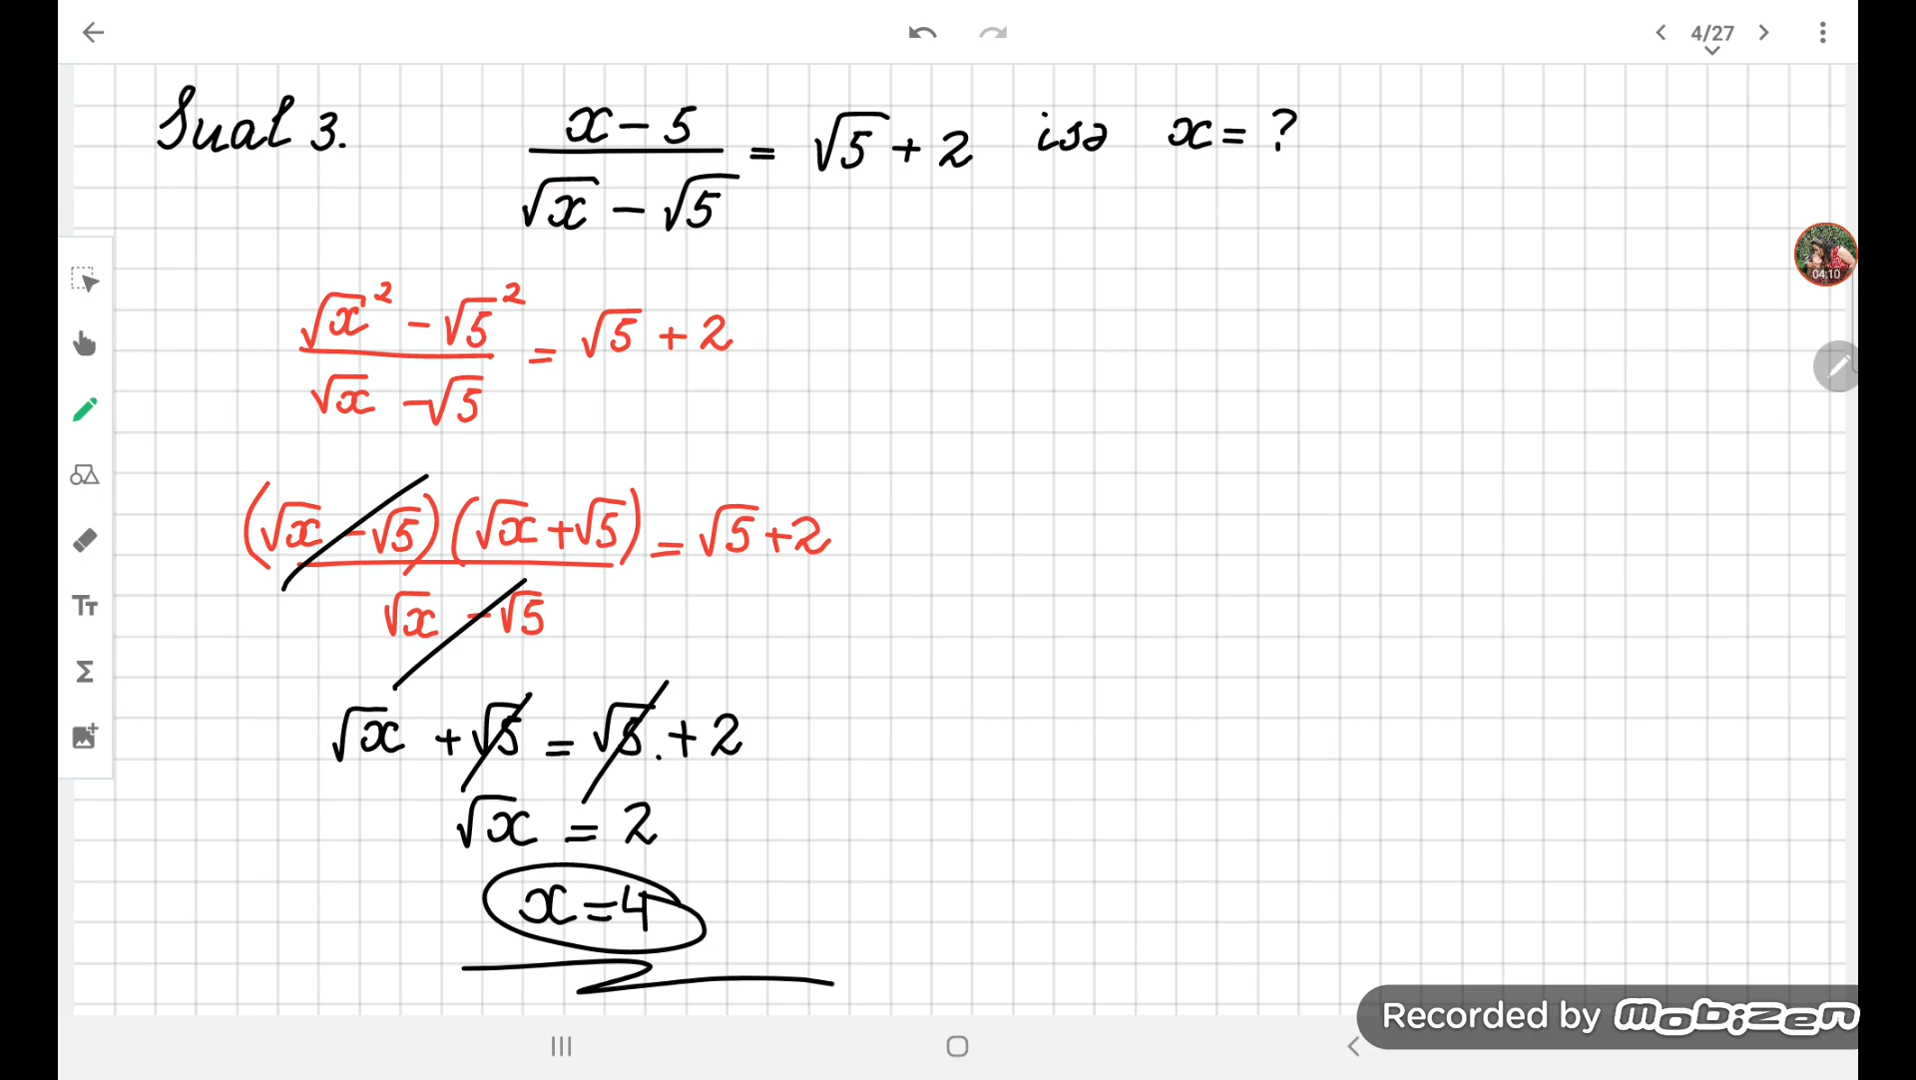 4/27
Sual 3. x - 5 / √x - √5 = √5 + 2 isə x = ?
04:10
√x² - √5² / √x - √5 = √5 + 2
(√x - √5)(√x + √5) / √x - √5 = √5 + 2
√x + √5 = √5 . + 2
√x = 2
x = 4
Tт
Σ
Recorded by mobizen